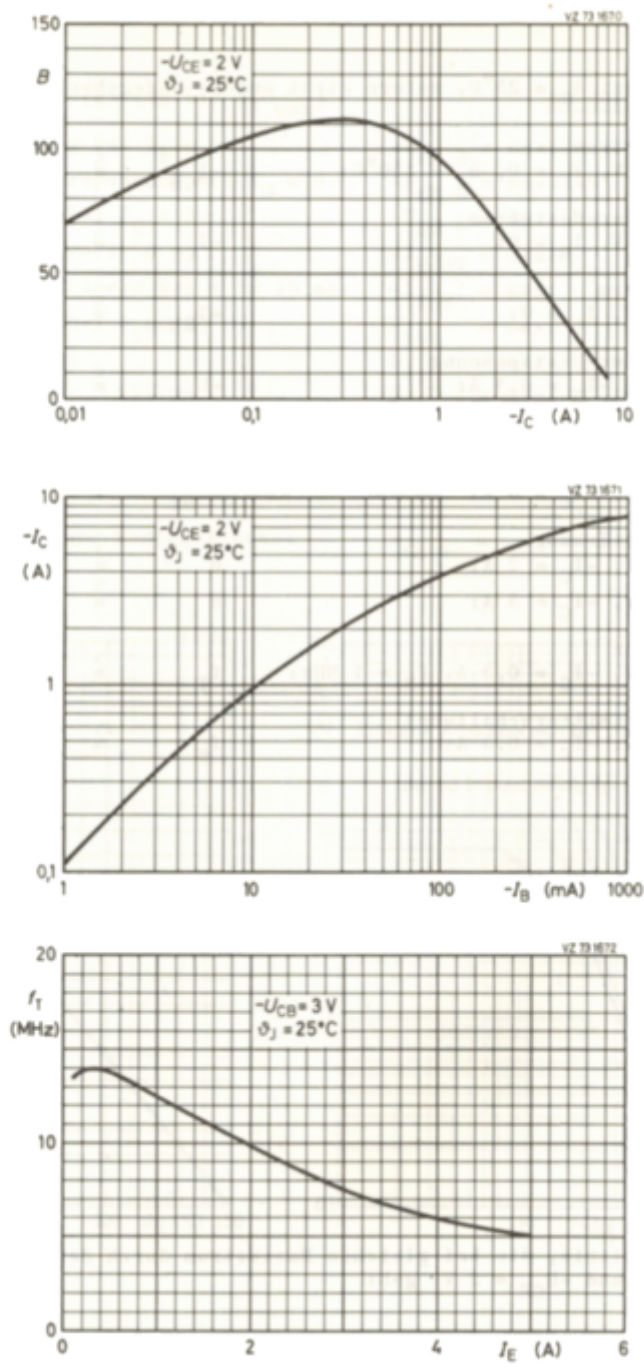 VZ 73 1670
150
B
-U_CE = 2 V
ϑ_J = 25°C
100
50
0
0,01
0,1
1
10
-I_C (A)
VZ 73 1671
10
-I_C
(A)
-U_CE = 2 V
ϑ_J = 25°C
1
0,1
1
10
100
-I_B (mA)
1000
VZ 73 1672
20
f_T
(MHz)
-U_CB = 3 V
ϑ_J = 25°C
10
0
0
2
4
I_E (A)
6